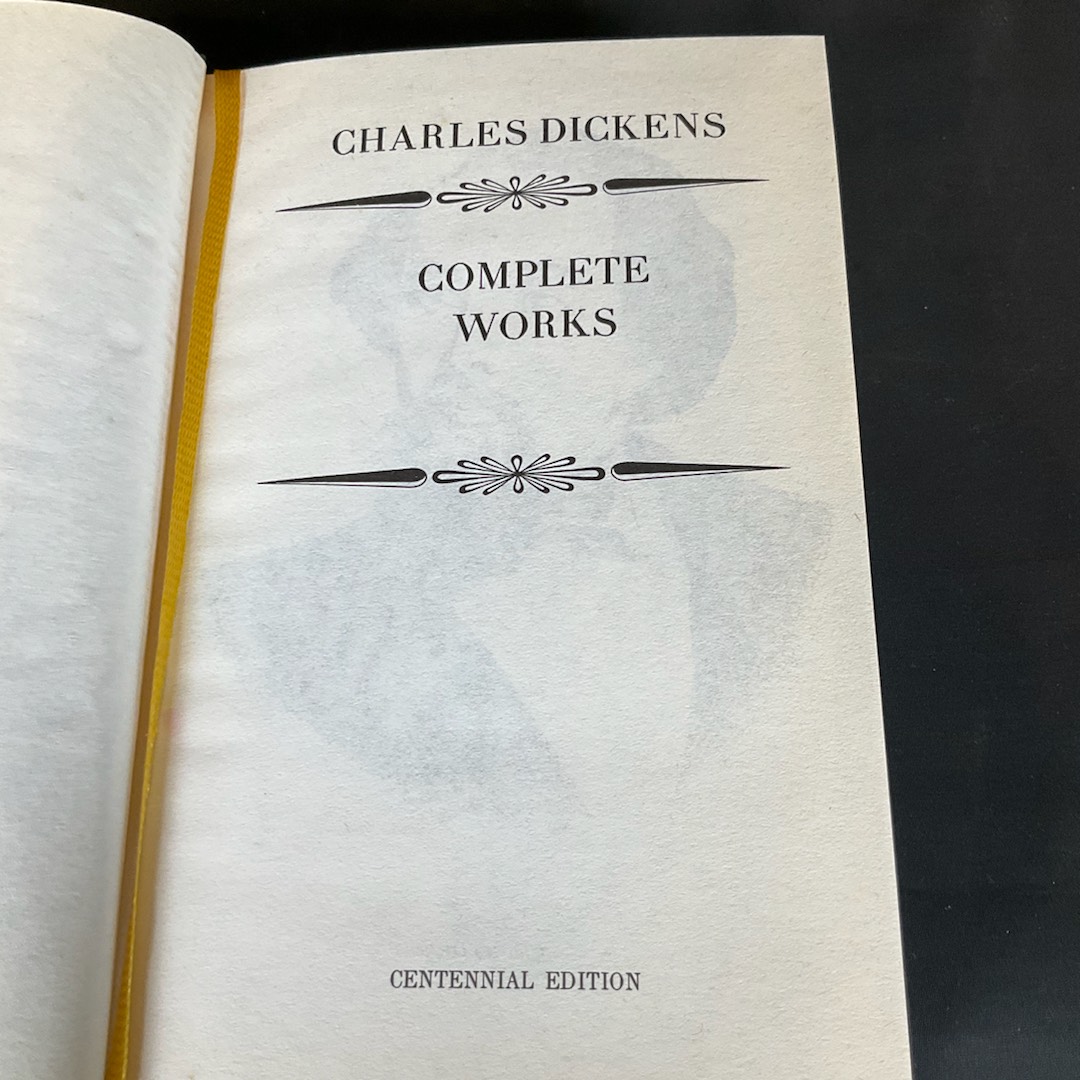 CHARLES DICKENS
COMPLETE
WORKS
CENTENNIAL EDITION